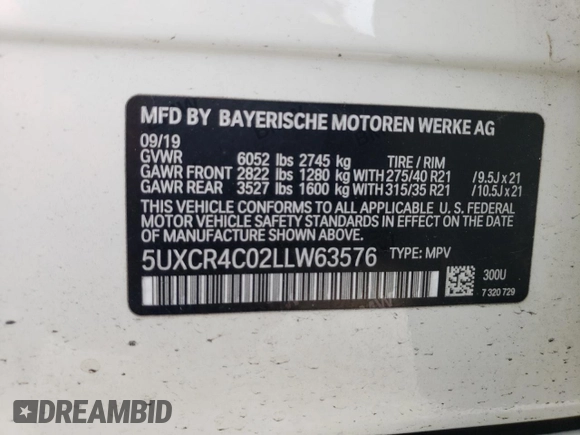 MFD BY BAYERISCHE MOTOREN WERKE AG
09/19
GVWR 6052 lbs 2745 kg TIRE / RIM
GAWR FRONT 2822 lbs 1280 kg WITH 275/40 R21 / 9.5J x 21
GAWR REAR 3527 lbs 1600 kg WITH 315/35 R21 / 10.5J x 21
THIS VEHICLE CONFORMS TO ALL APPLICABLE U. S. FEDERAL
MOTOR VEHICLE SAFETY STANDARDS IN EFFECT ON THE DATE
OF MANUFACTURE SHOWN ABOVE.
5UXCR4C02LLW63576 TYPE: MPV
300U
7 320 729
DREAMBID